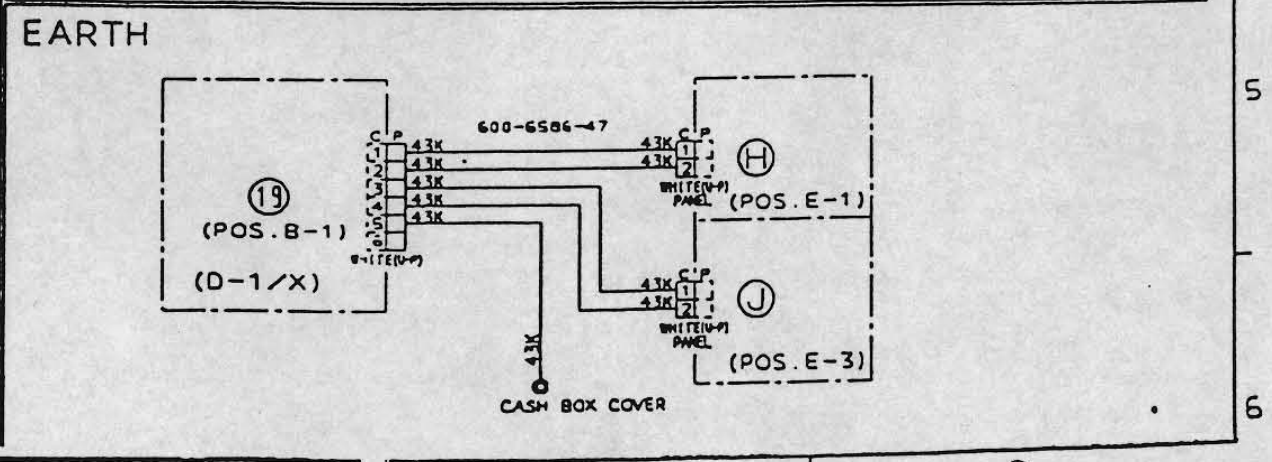 EARTH
5
C P
600-6586-47
C P
1 43K
43K 1
H
2 43K
43K 2
3 43K
WHITE(V-P)
PANEL
(POS.E-1)
19
4 43K
(POS.B-1)
5 43K
6
WHITE(V-P)
(D-1/X)
C P
43K 1
J
43K 2
WHITE(V-P)
PANEL
43K
(POS.E-3)
CASH BOX COVER
6